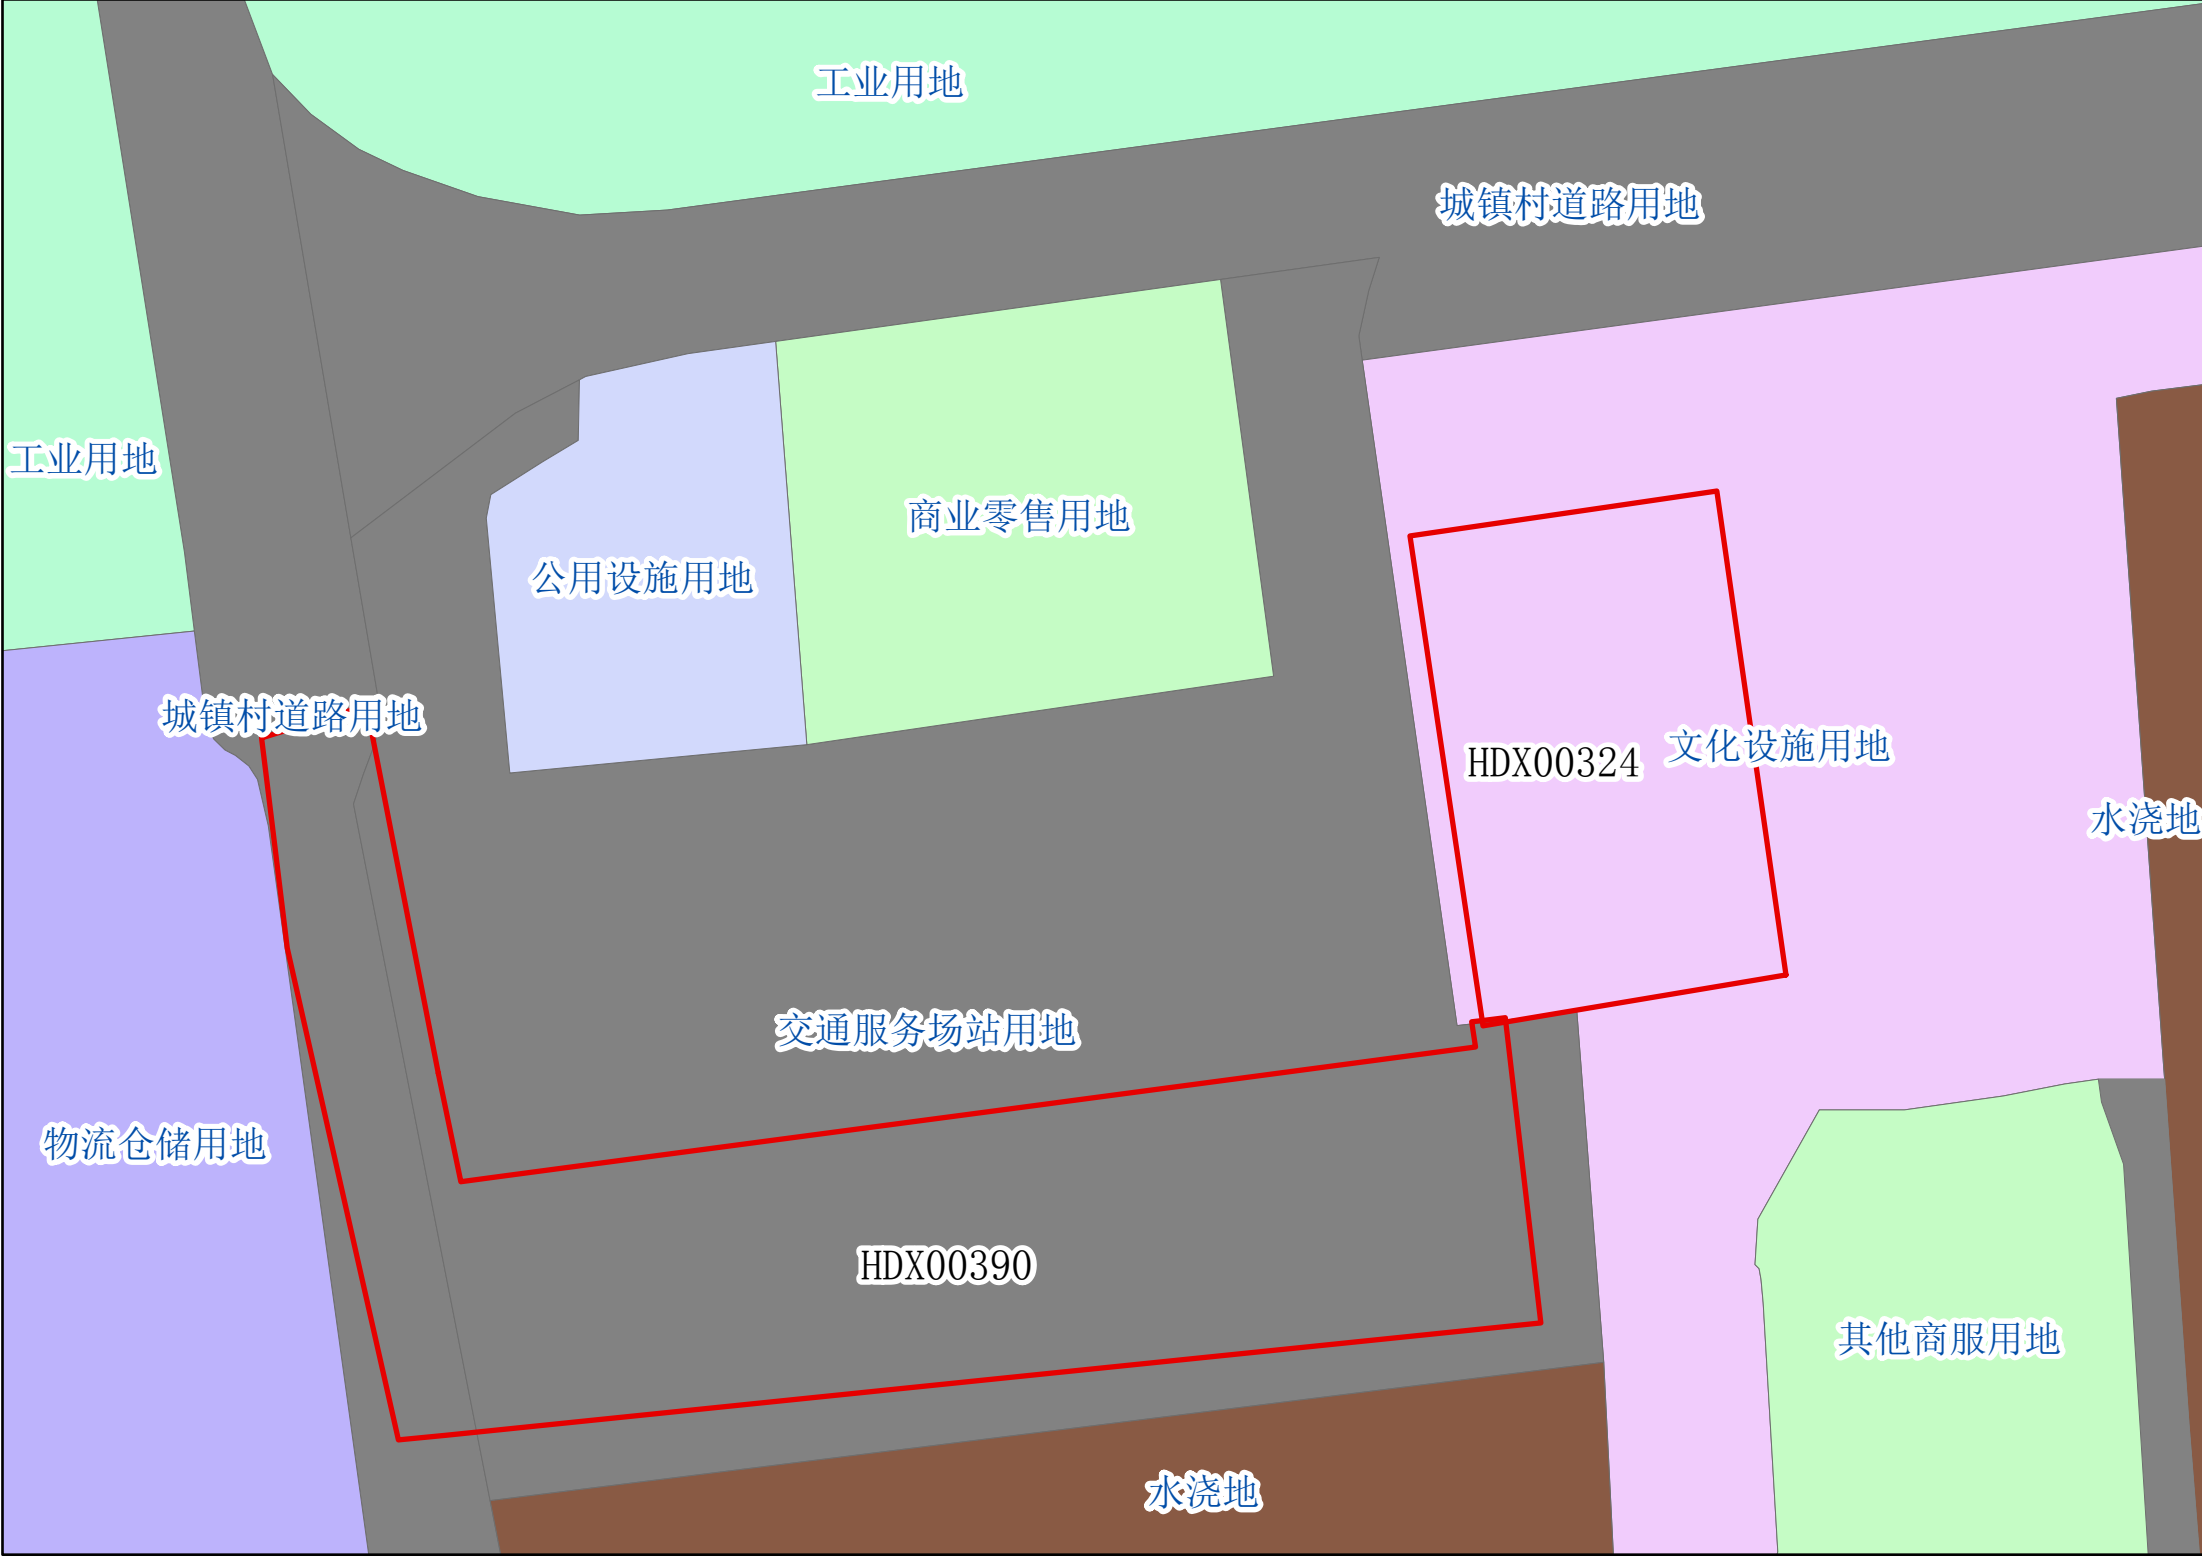 工业用地
城镇村道路用地
工业用地
商业零售用地
公用设施用地
城镇村道路用地
文化设施用地
HDX00324
水浇地
交通服务场站用地
物流仓储用地
HDX00390
其他商服用地
水浇地